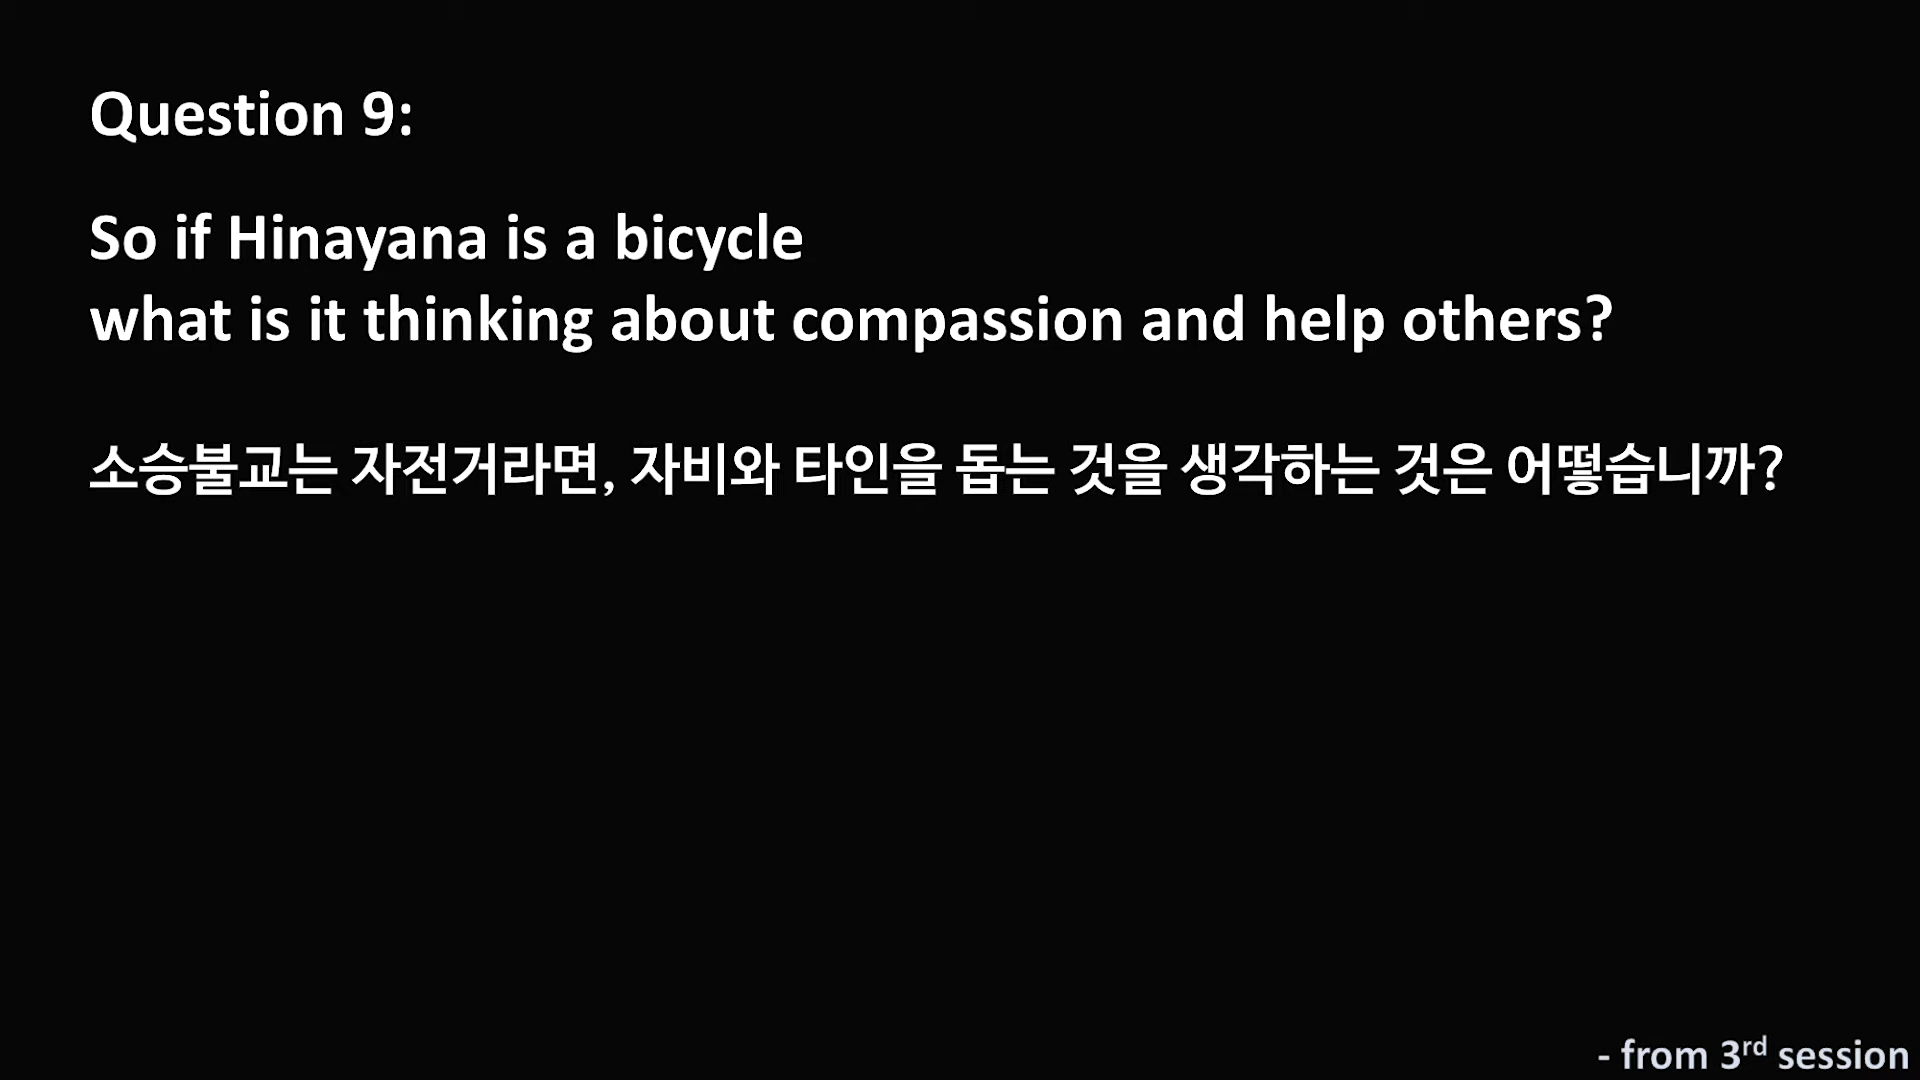 Question 9:
So if Hinayana is a bicycle
what is it thinking about compassion and help others?
소승불교는 자전거라면, 자비와 타인을 돕는 것을 생각하는 것은 어떻습니까?
- from 3rd session